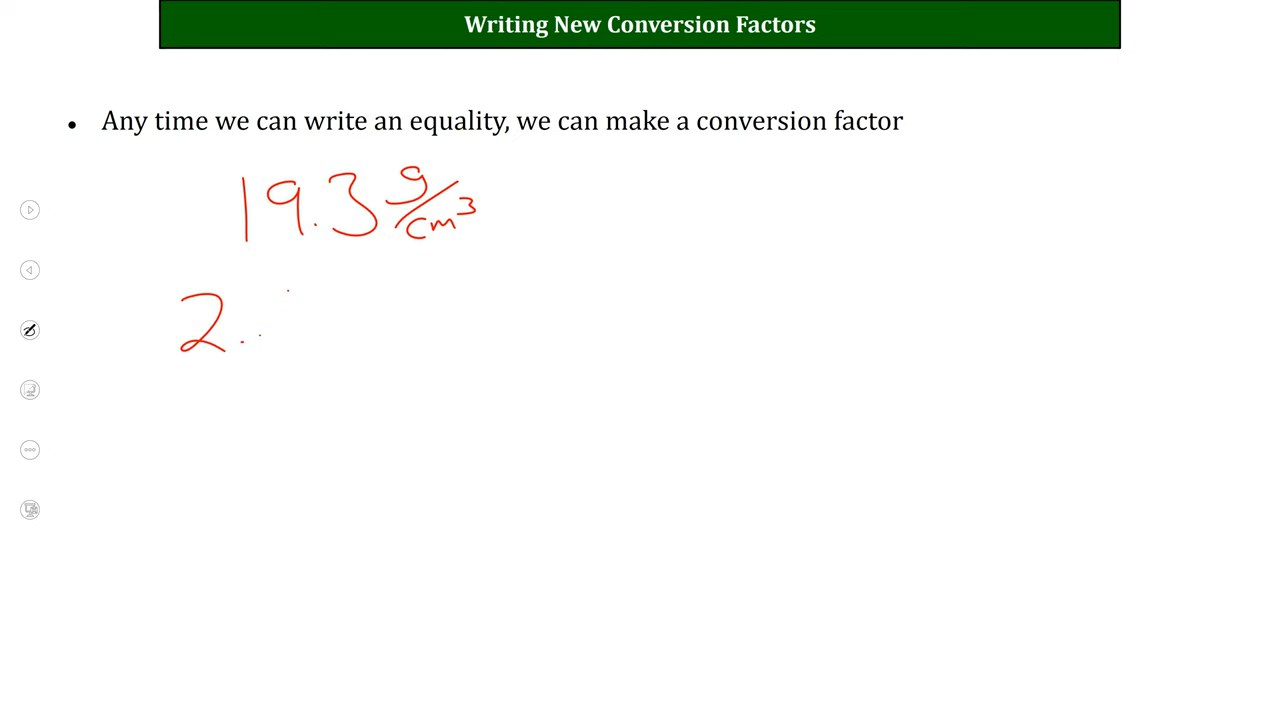 Writing New Conversion Factors
• Any time we can write an equality, we can make a conversion factor
19.3 g/cm³
2.